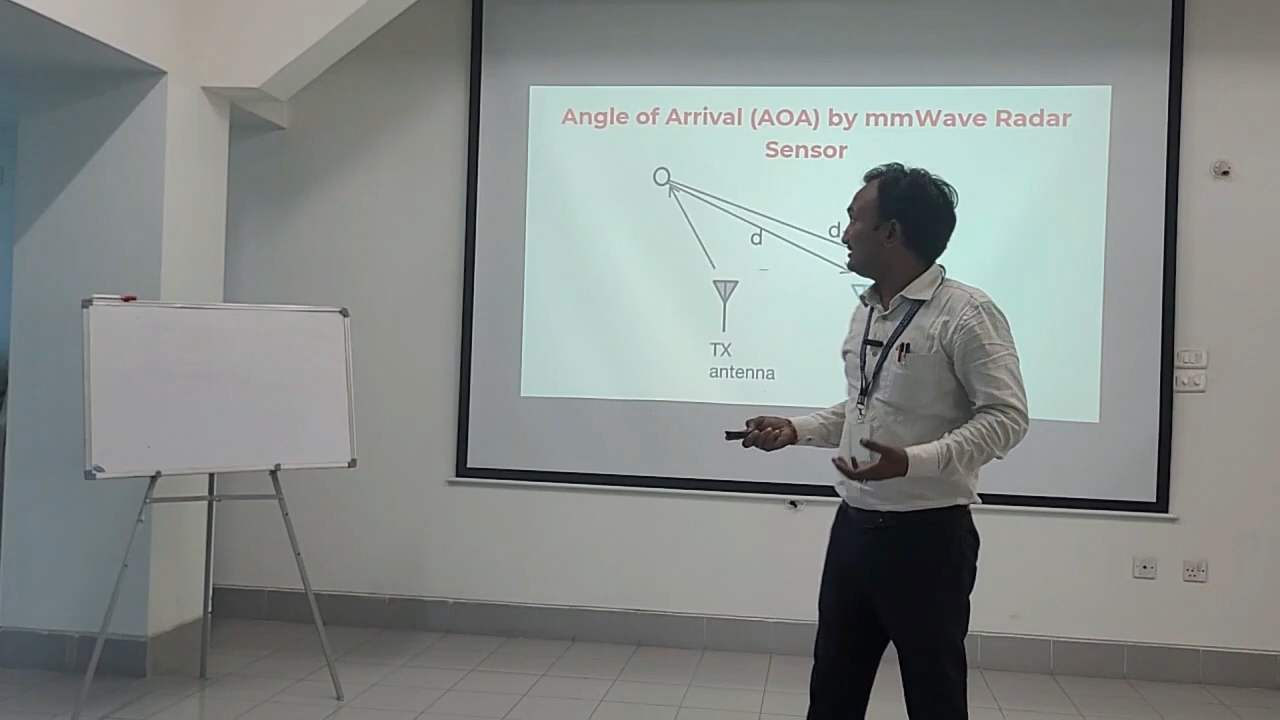 Angle of Arrival (AOA) by mmWave Radar
Sensor
d
d
TX
antenna